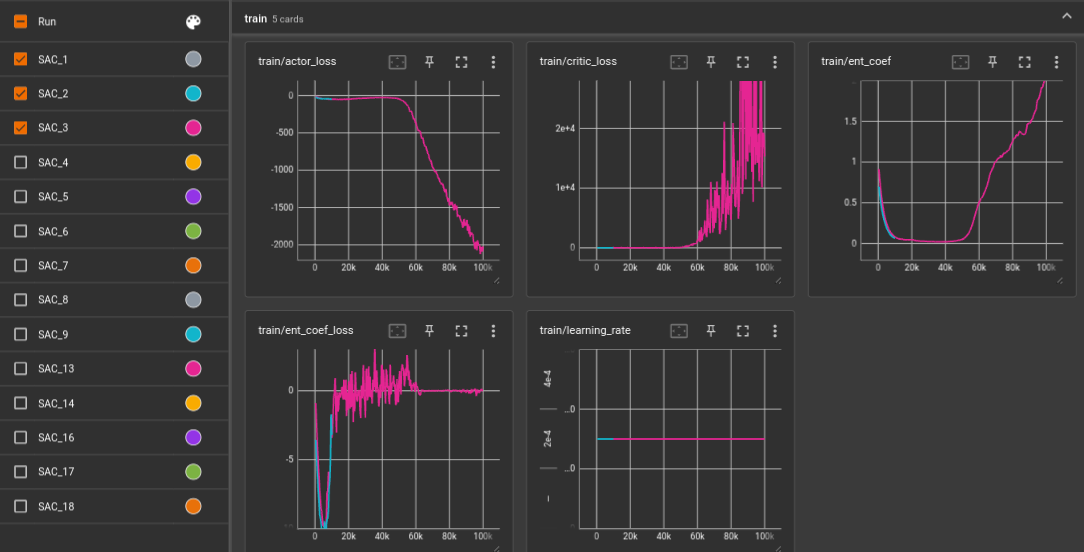 Run
SAC_1
SAC_2
SAC_3
SAC_4
SAC_5
SAC_6
SAC_7
SAC_8
SAC_9
SAC_13
SAC_14
SAC_16
SAC_17
SAC_18
train 5 cards
train/actor_loss
0
-500
-1000
-1500
-2000
0 20k 40k 60k 80k 100k
train/critic_loss
2e+4
1e+4
0
0 20k 40k 60k 80k 100k
train/ent_coef
1.5
1
0.5
0
0 20k 40k 60k 80k 100k
train/ent_coef_loss
0
-5
0 20k 40k 60k 80k 100k
train/learning_rate
4e-4
...0
2e-4
...0
0 20k 40k 60k 80k 100k